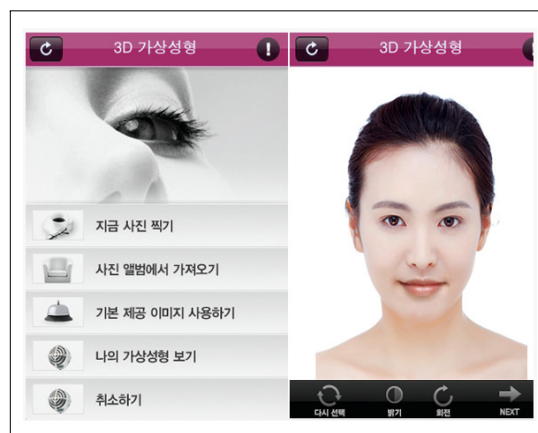 3D 가상성형
지금 사진 찍기
사진 앨범에서 가져오기
기본 제공 이미지 사용하기
나의 가상성형 보기
취소하기
3D 가상성형
다시 선택
밝기
회전
NEXT